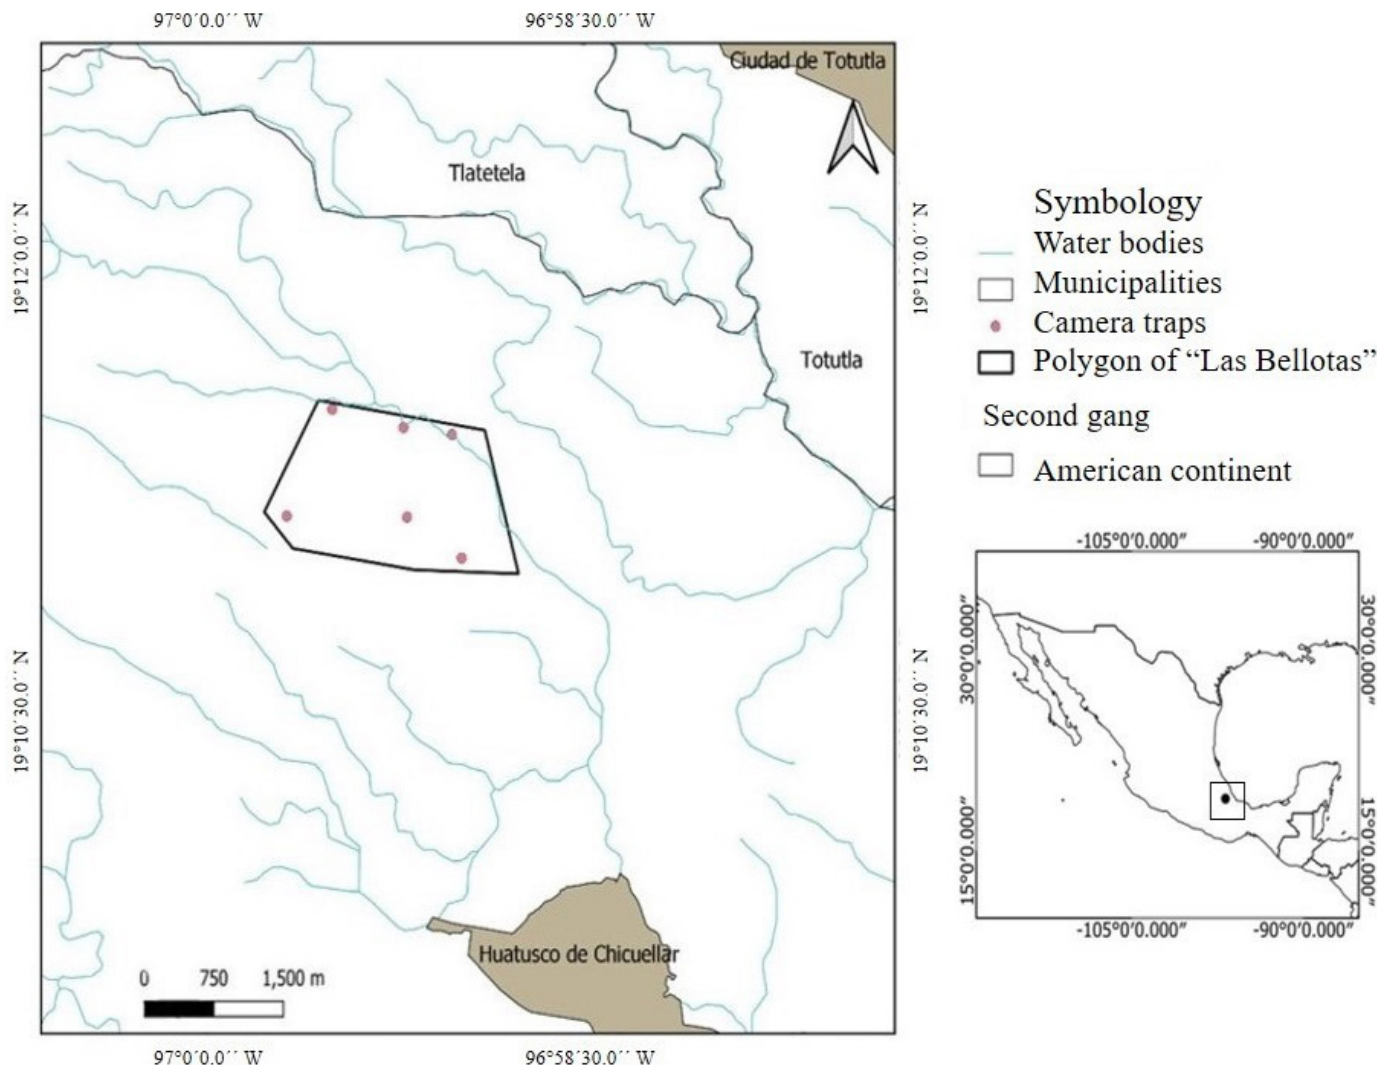 97°0´0.0´´ W
96°58´30.0´´ W
Ciudad de Totutla
Tlatetela
19°12´0.0´´ N
19°12´0.0´´ N
Totutla
19°10´30.0´´ N
19°10´30.0´´ N
Huatusco de Chicuellar
0 750 1,500 m
97°0´0.0´´ W
96°58´30.0´´ W
Symbology
Water bodies
Municipalities
Camera traps
Polygon of “Las Bellotas”
Second gang
American continent
-105°0′0.000″
-90°0′0.000″
30°0′0.000″
30°0′0.000″
15°0′0.000″
15°0′0.000″
-105°0′0.000″
-90°0′0.000″